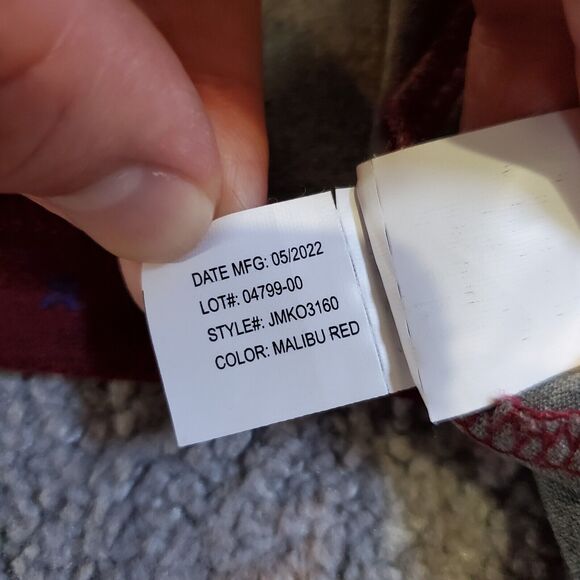 DATE MFG: 05/2022
LOT#: 04799-00
STYLE#: JMKO3160
COLOR: MALIBU RED